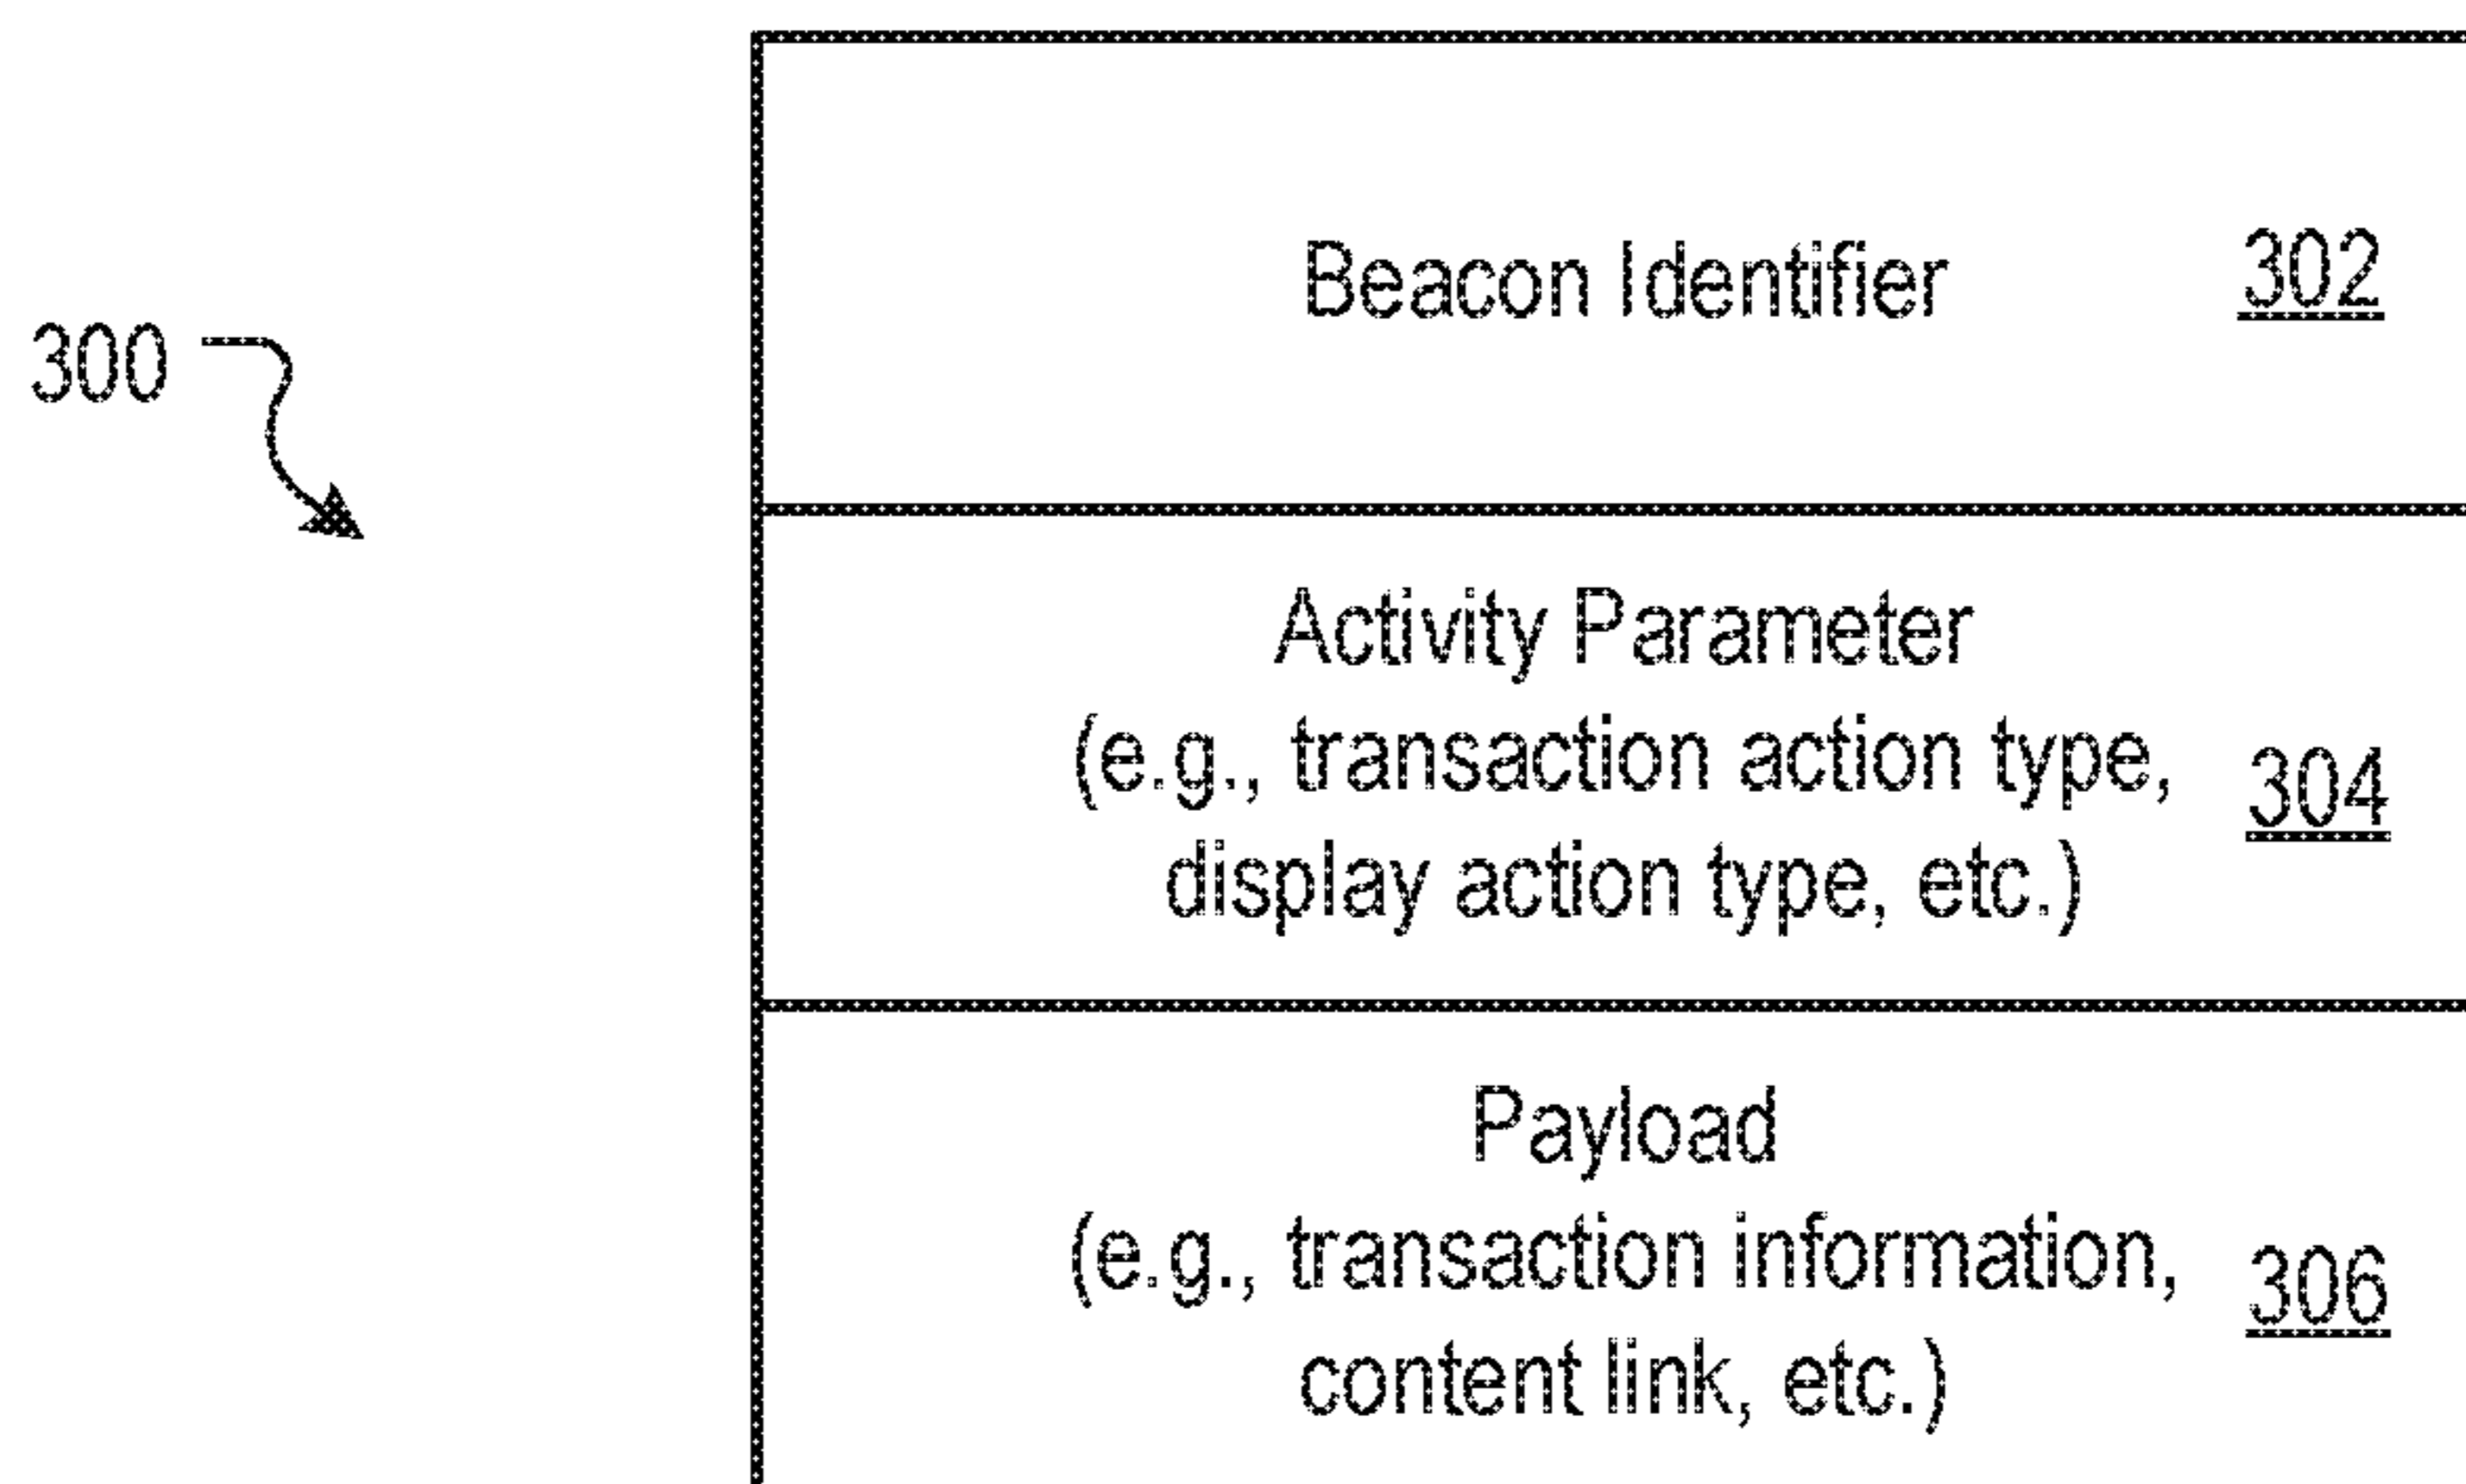 Beacon Identifier 302
300
Activity Parameter
(e.g., transaction action type,
304
display action type, etc.)
Payload
(e.g., transaction information,
306
content link, etc.)